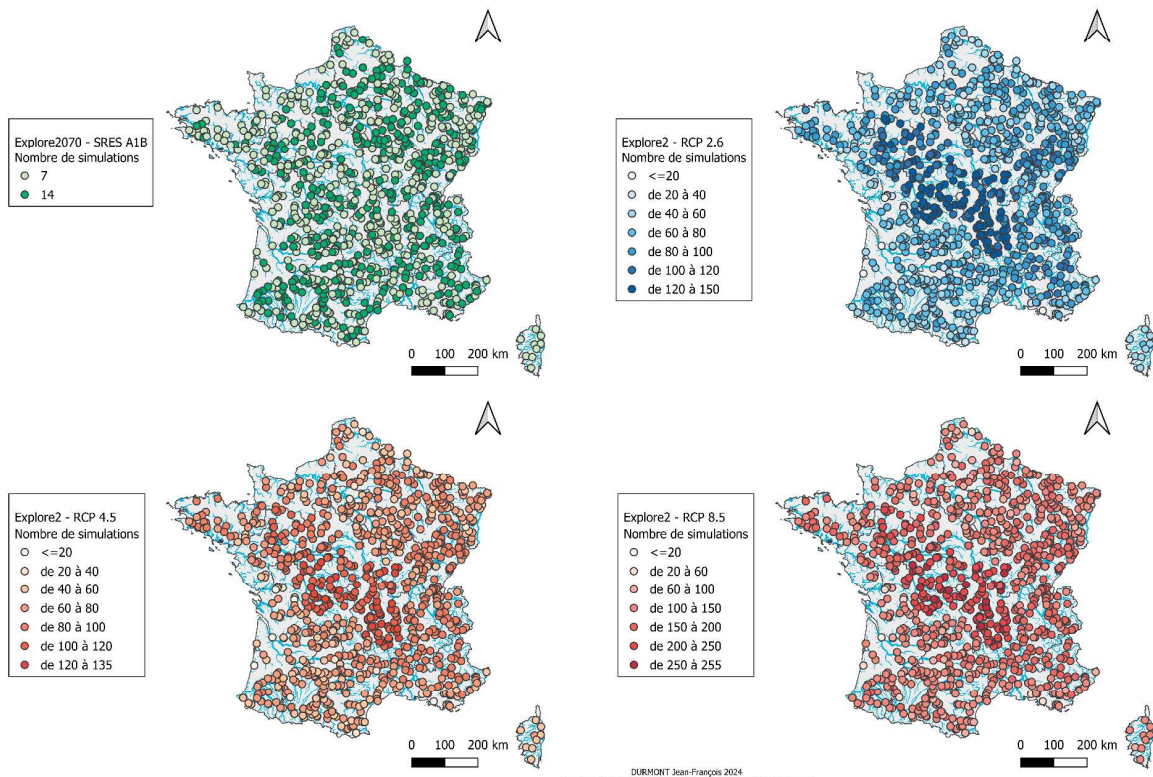 Explore2070 - SRES A1B
Nombre de simulations
7
14
0 100 200 km
Explore2 - RCP 2.6
Nombre de simulations
<=20
de 20 à 40
de 40 à 60
de 60 à 80
de 80 à 100
de 100 à 120
de 120 à 150
0 100 200 km
Explore2 - RCP 4.5
Nombre de simulations
<=20
de 20 à 40
de 40 à 60
de 60 à 80
de 80 à 100
de 100 à 120
de 120 à 135
0 100 200 km
Explore2 - RCP 8.5
Nombre de simulations
<=20
de 20 à 60
de 60 à 100
de 100 à 150
de 150 à 200
de 200 à 250
de 250 à 255
0 100 200 km
DURMONT Jean-François 2024